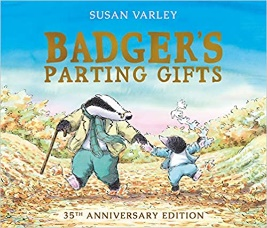 SUSAN VARLEY
BADGER'S
PARTING GIFTS
35TH ANNIVERSARY EDITION